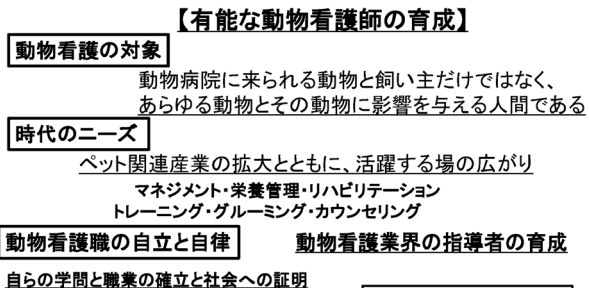 【有能な動物看護師の育成】
動物看護の対象
動物病院に来られる動物と飼い主だけではなく、
あらゆる動物とその動物に影響を与える人間である
時代のニーズ
ペット関連産業の拡大とともに、活躍する場の広がり
マネジメント・栄養管理・リハビリテーション
トレーニング・グルーミング・カウンセリング
動物看護職の自立と自律
動物看護業界の指導者の育成
自らの学問と職業の確立と社会への証明